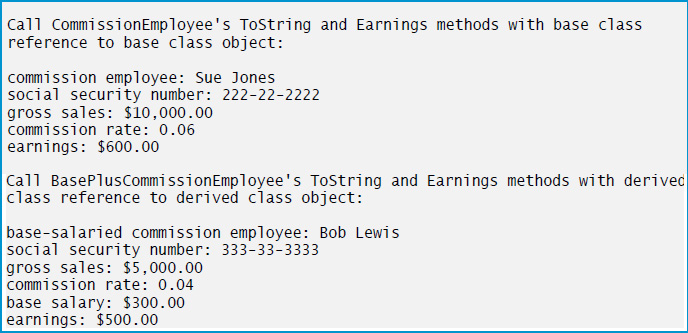 Call CommissionEmployee's ToString and Earnings methods with base class
reference to base class object:
commission employee: Sue Jones
social security number: 222-22-2222
gross sales: $10,000.00
commission rate: 0.06
earnings: $600.00
Call BasePlusCommissionEmployee's ToString and Earnings methods with derived
class reference to derived class object:
base-salaried commission employee: Bob Lewis
social security number: 333-33-3333
gross sales: $5,000.00
commission rate: 0.04
base salary: $300.00
earnings: $500.00